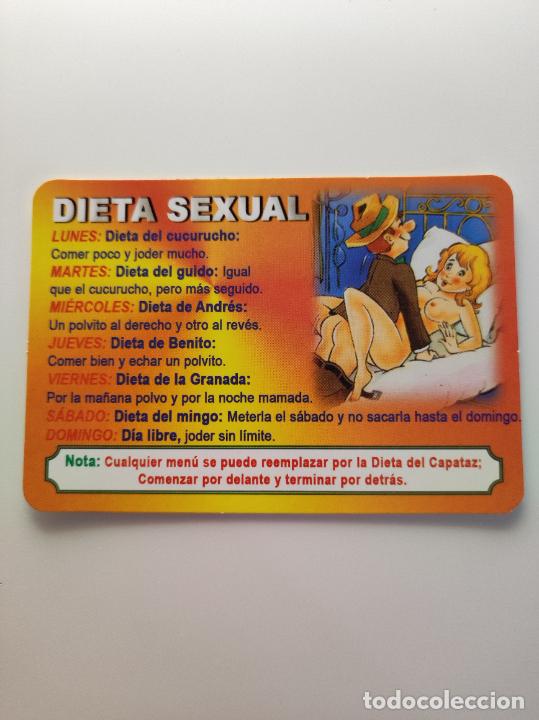 DIETA SEXUAL
LUNES: Dieta del cucurucho:
Comer poco y joder mucho.
MARTES: Dieta del guido: Igual
que el cucurucho, pero más seguido.
MIÉRCOLES: Dieta de Andrés:
Un polvito al derecho y otro al revés.
JUEVES: Dieta de Benito:
Comer bien y echar un polvito.
VIERNES: Dieta de la Granada:
Por la mañana polvo y por la noche mamada.
SÁBADO: Dieta del mingo: Meterla el sábado y no sacarla hasta el domingo.
DOMINGO: Día libre, joder sin límite.
Nota: Cualquier menú se puede reemplazar por la Dieta del Capataz;
Comenzar por delante y terminar por detrás.
todocoleccion.net